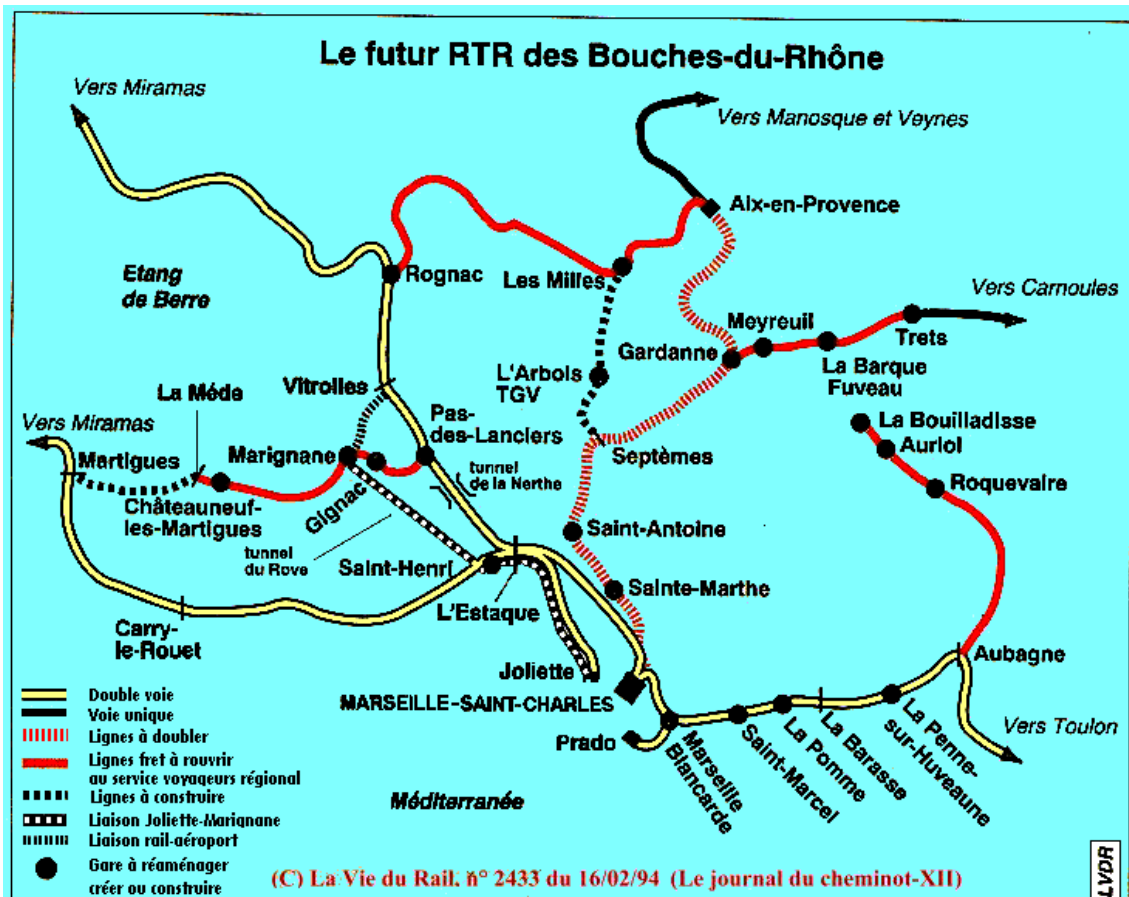 Le futur RTR des Bouches-du-Rhône
Vers Miramas
Vers Manosque et Veynes
Aix-en-Provence
Etang
de Berre
Rognac
Les Milles
Vers Carnoules
Meyreuil
Trets
Gardanne
La Barque
Fuveau
L'Arbois
TGV
Vitrolles
La Méde
Pas-
des-Lanciers
La Bouilladisse
Auriol
Vers Miramas
Martigues
Marignane
Septèmes
tunnel
de la Nerthe
Roquevaire
Châteauneuf-
les-Martigues
Gignac
Saint-Antoine
tunnel
du Rove
Saint-Henri
Sainte-Marthe
L'Estaque
Carry-
le-Rouet
Aubagne
Joliette
MARSEILLE-SAINT-CHARLES
Prado
Marseille
Blancarde
Saint-Marcel
La Pomme
La Barasse
La Penne-
sur-Huveaune
Vers Toulon
Méditerranée
Double voie
Voie unique
Lignes à doubler
Lignes fret à rouvrir
au service voyageurs régional
Lignes à construire
Liaison Joliette-Marignane
Liaison rail-aéroport
Gare à réaménager
créer ou construire
(C) La Vie du Rail. n° 2433 du 16/02/94 (Le journal du cheminot-XII)
LVDR